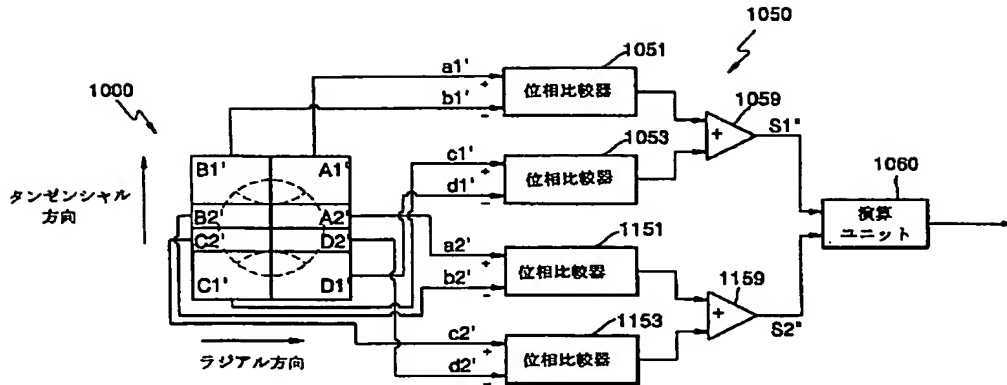 1050
1051
a1'
+
位相比較器
b1'
−
1059
+
S1"
1000
1053
c1'
+
位相比較器
d1'
−
1060
演算
ユニット
タンゼンシャル
方向
B1' A1'
B2' A2'
C2' D2'
C1' D1'
1151
a2'
+
位相比較器
b2'
−
1159
+
S2"
1153
c2'
+
位相比較器
d2'
−
ラジアル方向